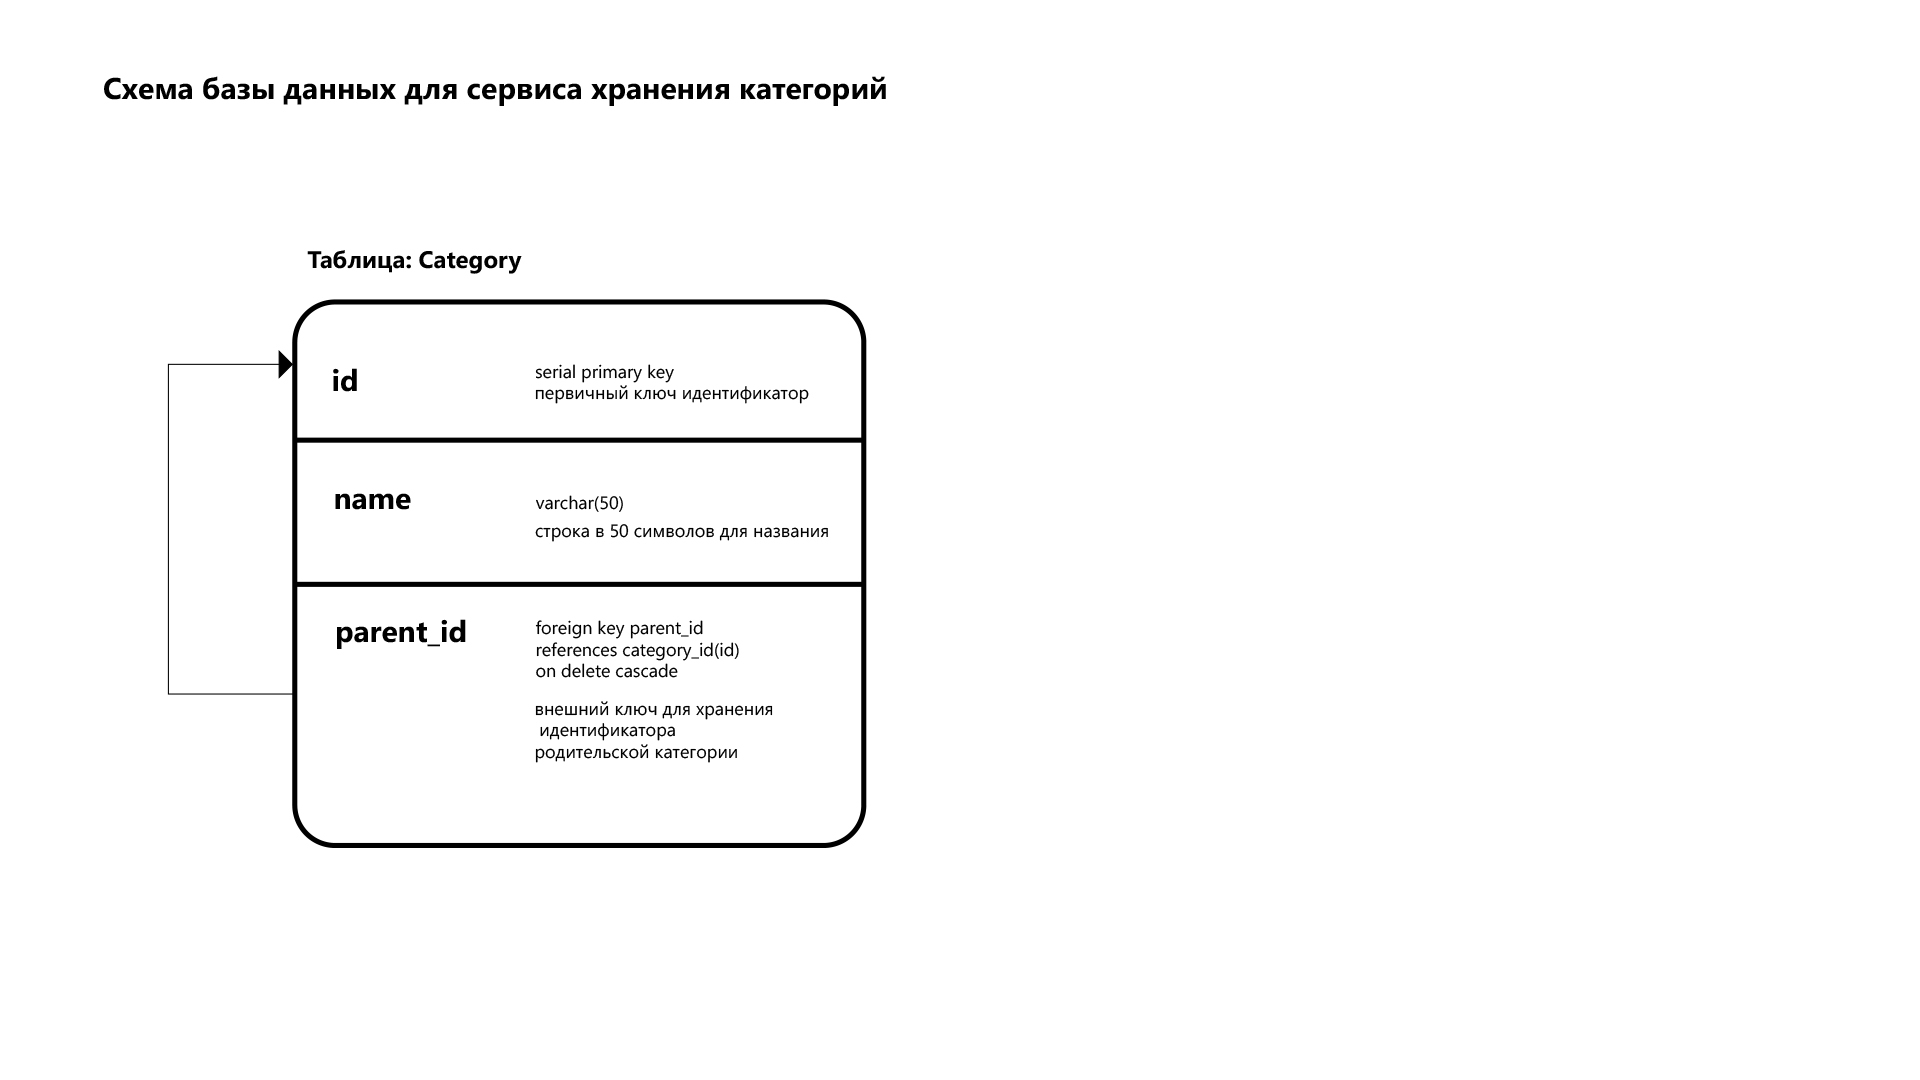 Схема базы данных для сервиса хранения категорий
Таблица: Category
id
serial primary key
первичный ключ идентификатор
name
varchar(50)
строка в 50 символов для названия
parent_id
foreign key parent_id
references category_id(id)
on delete cascade
внешний ключ для хранения
идентификатора
родительской категории